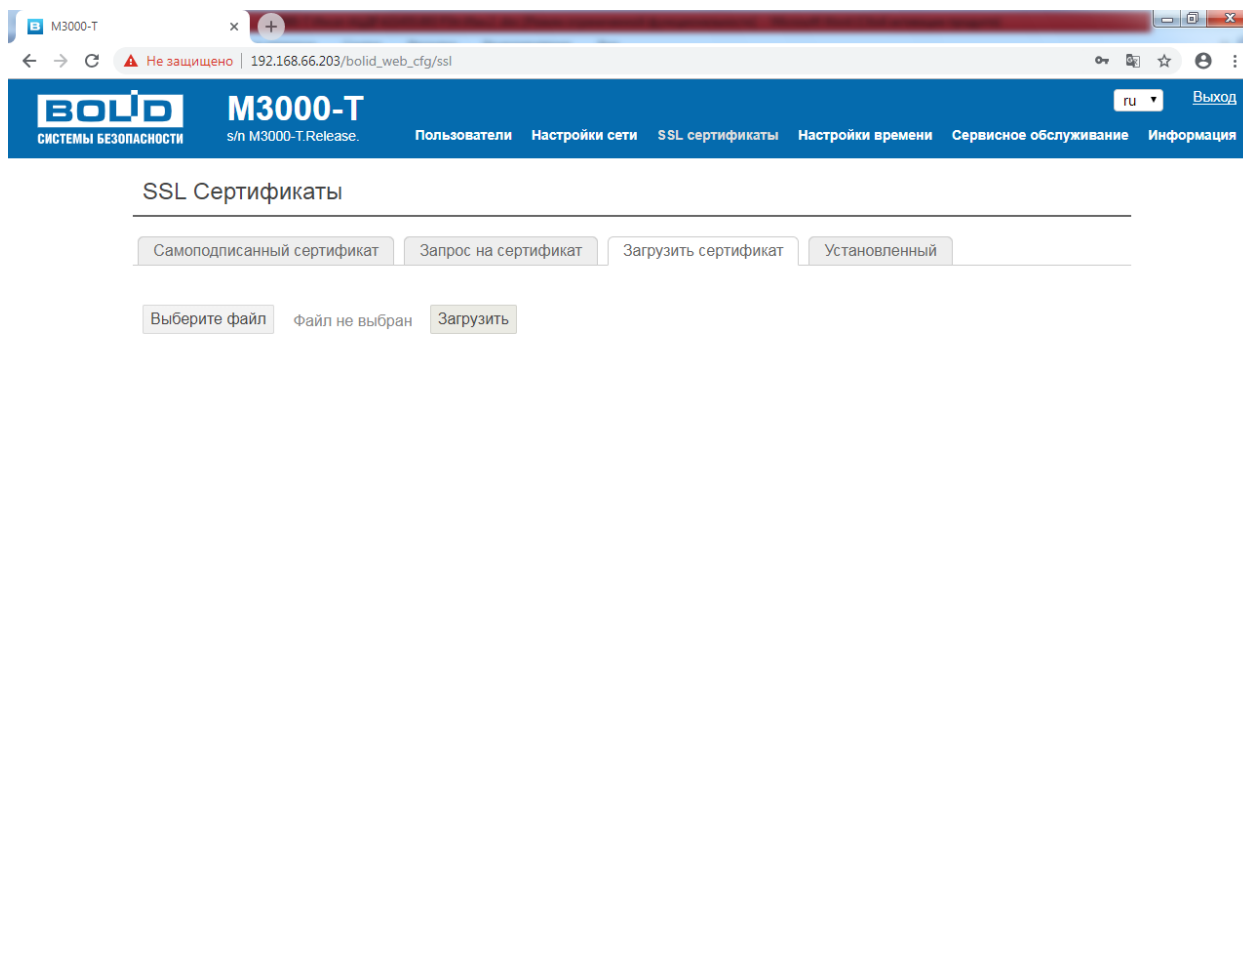 B M3000-T
Не защищено 192.168.66.203/bolid_web_cfg/ssl
BOLID M3000-T ru Выход
СИСТЕМЫ БЕЗОПАСНОСТИ s/n M3000-T.Release. Пользователи Настройки сети SSL сертификаты Настройки времени Сервисное обслуживание Информация
SSL Сертификаты
Самоподписанный сертификат Запрос на сертификат Загрузить сертификат Установленный
Выберите файл Файл не выбран Загрузить